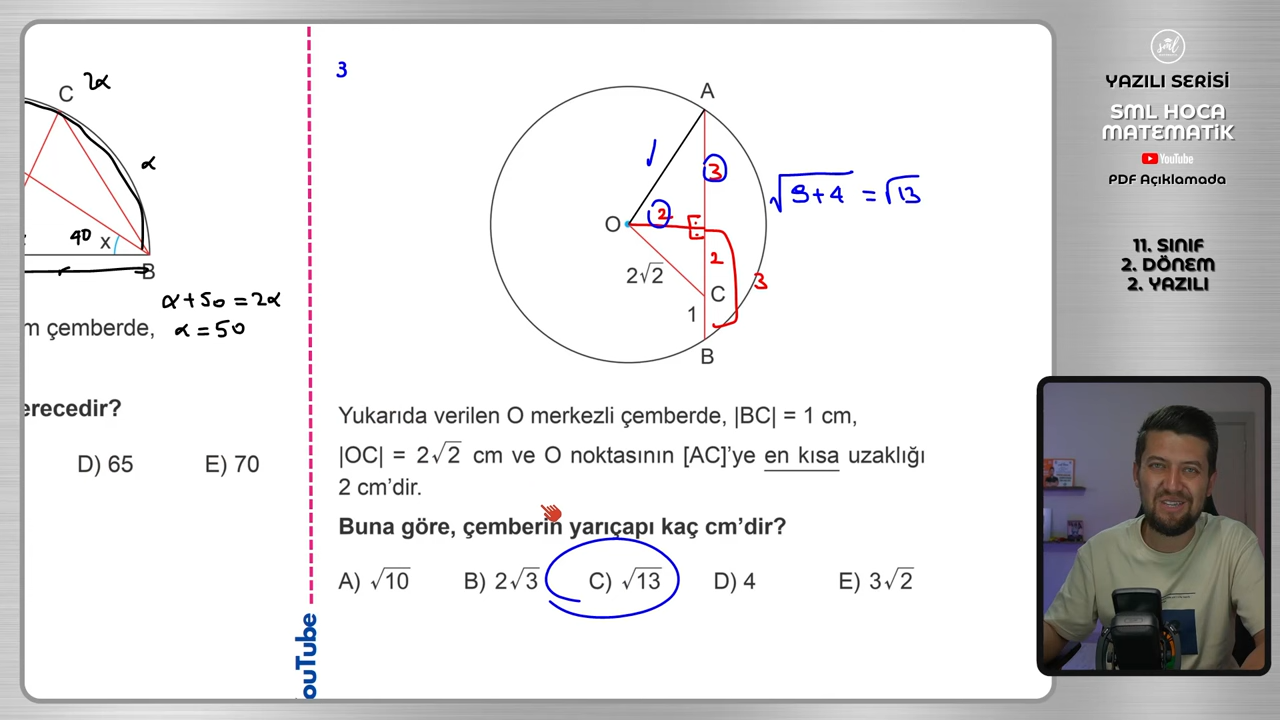 C 2α
α
40 x
B
α+50 = 2α
m çemberde, α = 50
erecedir?
D) 65 E) 70
ouTube
3
A
3
√9+4 = √13
O 2
2
2√2
C
3
1
B
Yukarıda verilen O merkezli çemberde, |BC| = 1 cm,
|OC| = 2√2 cm ve O noktasının [AC]'ye en kısa uzaklığı
2 cm'dir.
Buna göre, çemberin yarıçapı kaç cm'dir?
A) √10 B) 2√3 C) √13 D) 4 E) 3√2
sml
YAZILI SERİSİ
SML HOCA
MATEMATİK
YouTube
PDF Açıklamada
11. SINIF
2. DÖNEM
2. YAZILI